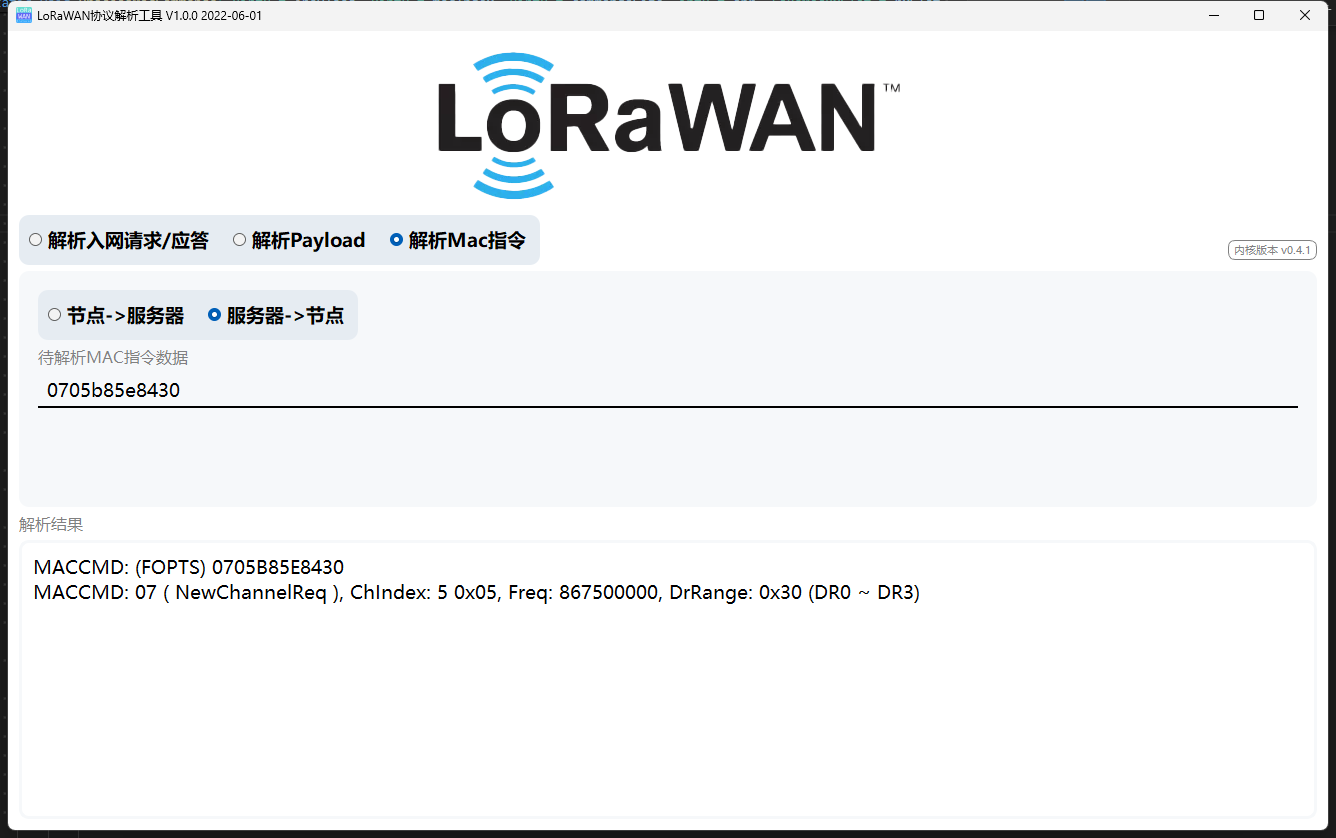 LoRaWAN协议解析工具 V1.0.0 2022-06-01
LoRaWAN™
解析入网请求/应答 解析Payload 解析Mac指令
内核版本 v0.4.1
节点->服务器 服务器->节点
待解析MAC指令数据
0705b85e8430
解析结果
MACCMD: (FOPTS) 0705B85E8430
MACCMD: 07 ( NewChannelReq ), ChIndex: 5 0x05, Freq: 867500000, DrRange: 0x30 (DR0 ~ DR3)